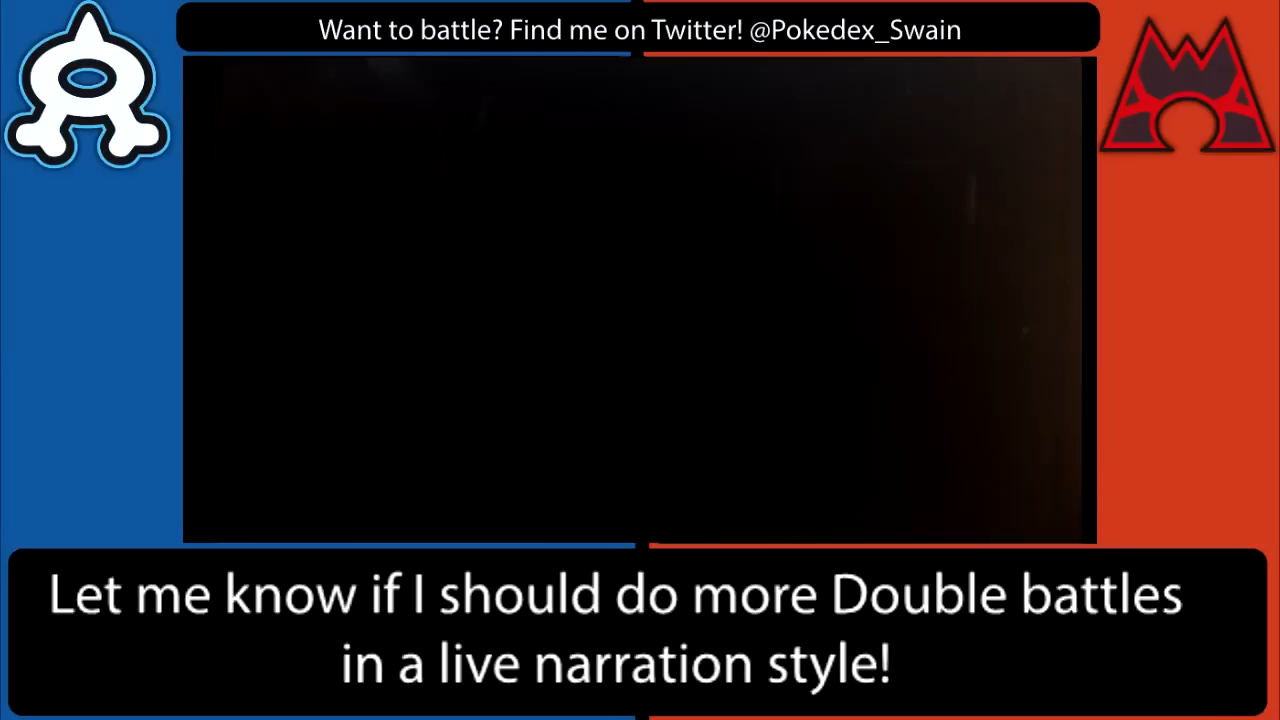 Want to battle? Find me on Twitter! @Pokedex_Swain
Let me know if I should do more Double battles
in a live narration style!